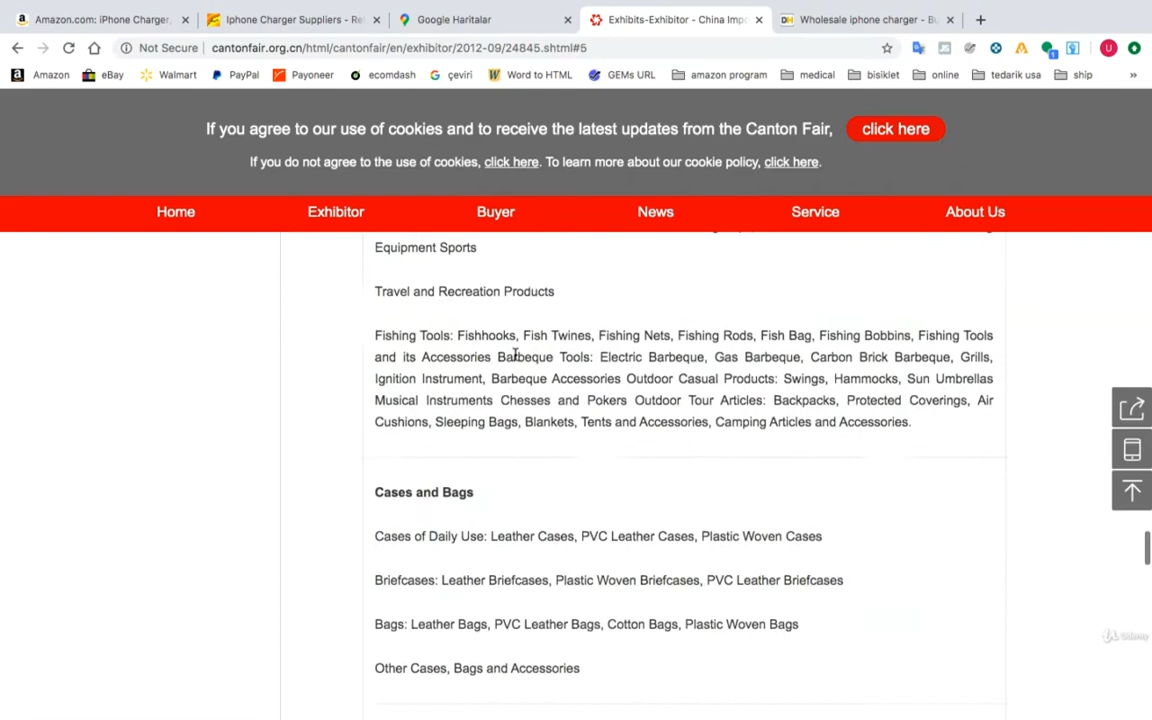 Amazon.com: iPhone Charger,
Iphone Charger Suppliers - Re
Google Haritalar
Exhibits-Exhibitor - China Impo
Wholesale iphone charger - Bu
Not Secure
cantonfair.org.cn/html/cantonfair/en/exhibitor/2012-09/24845.shtml#5
Amazon eBay Walmart PayPal Payoneer ecomdash çeviri Word to HTML GEMs URL amazon program medical bisiklet online tedarik usa ship »
If you agree to our use of cookies and to receive the latest updates from the Canton Fair, click here
If you do not agree to the use of cookies, click here. To learn more about our cookie policy, click here.
Home Exhibitor Buyer News Service About Us
Equipment Sports
Travel and Recreation Products
Fishing Tools: Fishhooks, Fish Twines, Fishing Nets, Fishing Rods, Fish Bag, Fishing Bobbins, Fishing Tools
and its Accessories Barbeque Tools: Electric Barbeque, Gas Barbeque, Carbon Brick Barbeque, Grills,
Ignition Instrument, Barbeque Accessories Outdoor Casual Products: Swings, Hammocks, Sun Umbrellas
Musical Instruments Chesses and Pokers Outdoor Tour Articles: Backpacks, Protected Coverings, Air
Cushions, Sleeping Bags, Blankets, Tents and Accessories, Camping Articles and Accessories.
Cases and Bags
Cases of Daily Use: Leather Cases, PVC Leather Cases, Plastic Woven Cases
Briefcases: Leather Briefcases, Plastic Woven Briefcases, PVC Leather Briefcases
Bags: Leather Bags, PVC Leather Bags, Cotton Bags, Plastic Woven Bags
Udemy
Other Cases, Bags and Accessories